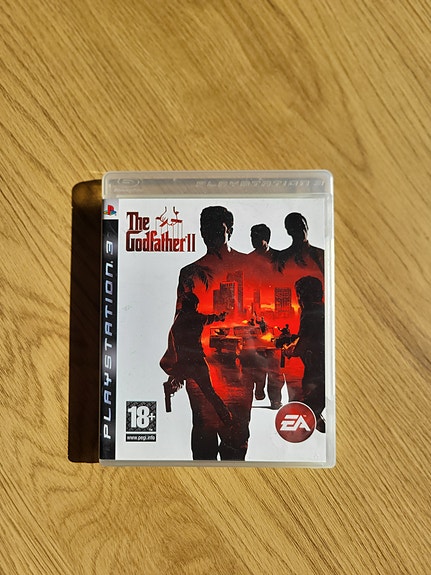 PLAYSTATION 3
PLAYSTATION.3
The
Godfather II
18+
www.pegi.info
EA